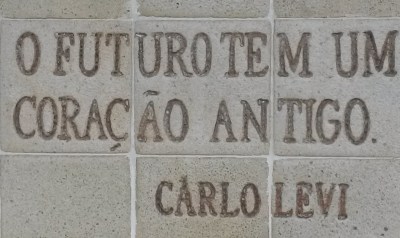 O FUTURO TEM UM
CORAÇÃO ANTIGO.
CARLO LEVI